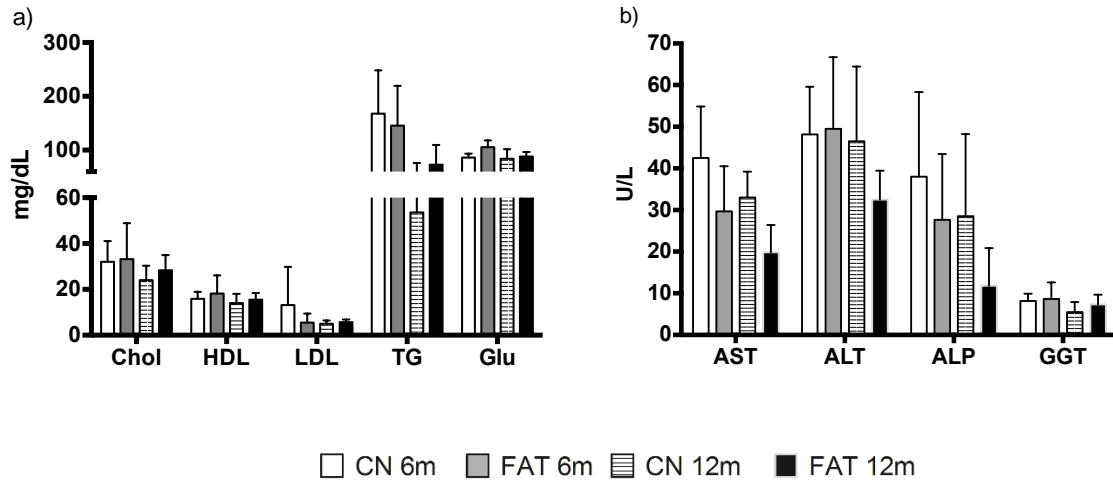 a)
300
200
100
60
40
20
0
mg/dL
Chol HDL LDL TG Glu
b)
70
60
50
40
30
20
10
0
U/L
AST ALT ALP GGT
CN 6m FAT 6m CN 12m FAT 12m